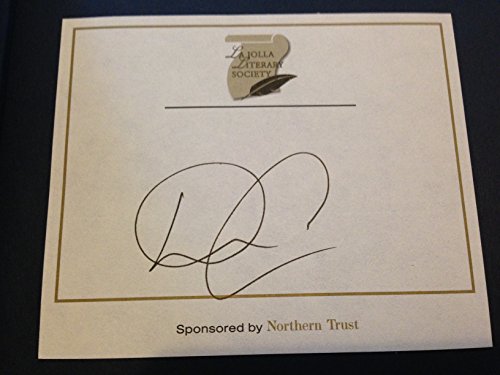 LA JOLLA
LITERARY
SOCIETY
Sponsored by Northern Trust